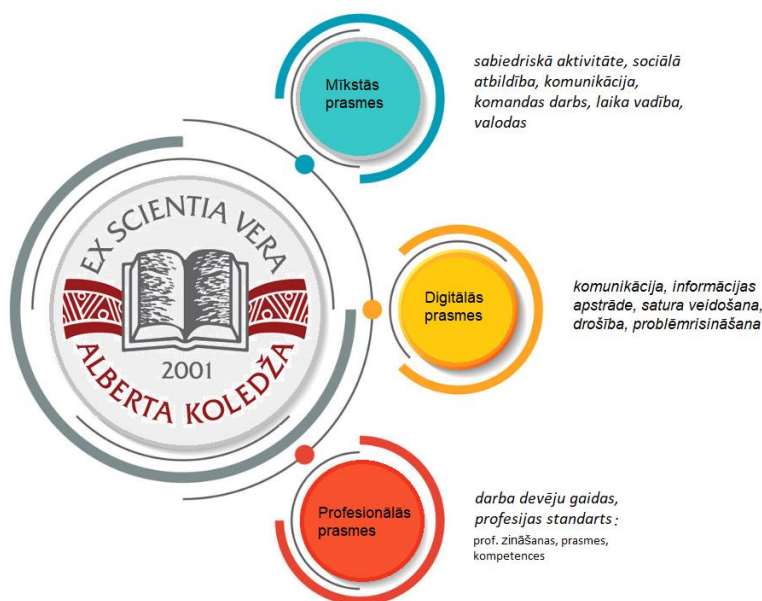 Mīkstās
prasmes
sabiedriskā aktivitāte, sociālā
atbildība, komunikācija,
komandas darbs, laika vadība,
valodas
EX SCIENTIA VERA
2001
ALBERTA KOLEDŽA
Digitālās
prasmes
komunikācija, informācijas
apstrāde, satura veidošana,
drošība, problēmrisināšana
Profesionālās
prasmes
darba devēju gaidas,
profesijas standarts:
prof. zināšanas, prasmes,
kompetences